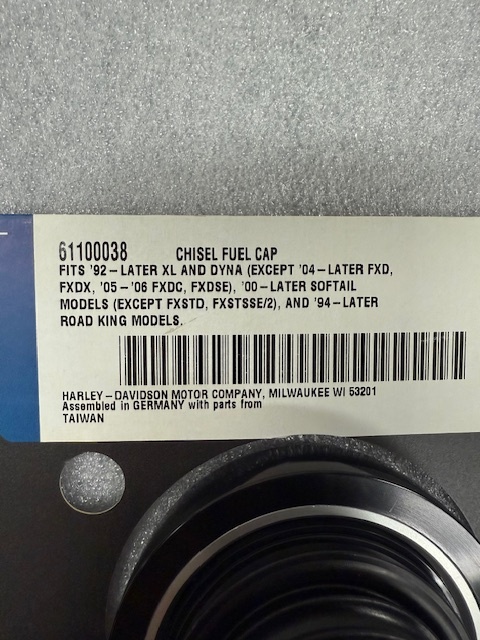 61100038 CHISEL FUEL CAP
FITS '92-LATER XL AND DYNA (EXCEPT '04-LATER FXD,
FXDX, '05-'06 FXDC, FXDSE), '00-LATER SOFTAIL
MODELS (EXCEPT FXSTD, FXSTSSE/2), AND '94-LATER
ROAD KING MODELS.
HARLEY-DAVIDSON MOTOR COMPANY, MILWAUKEE WI 53201
Assembled in GERMANY with parts from
TAIWAN